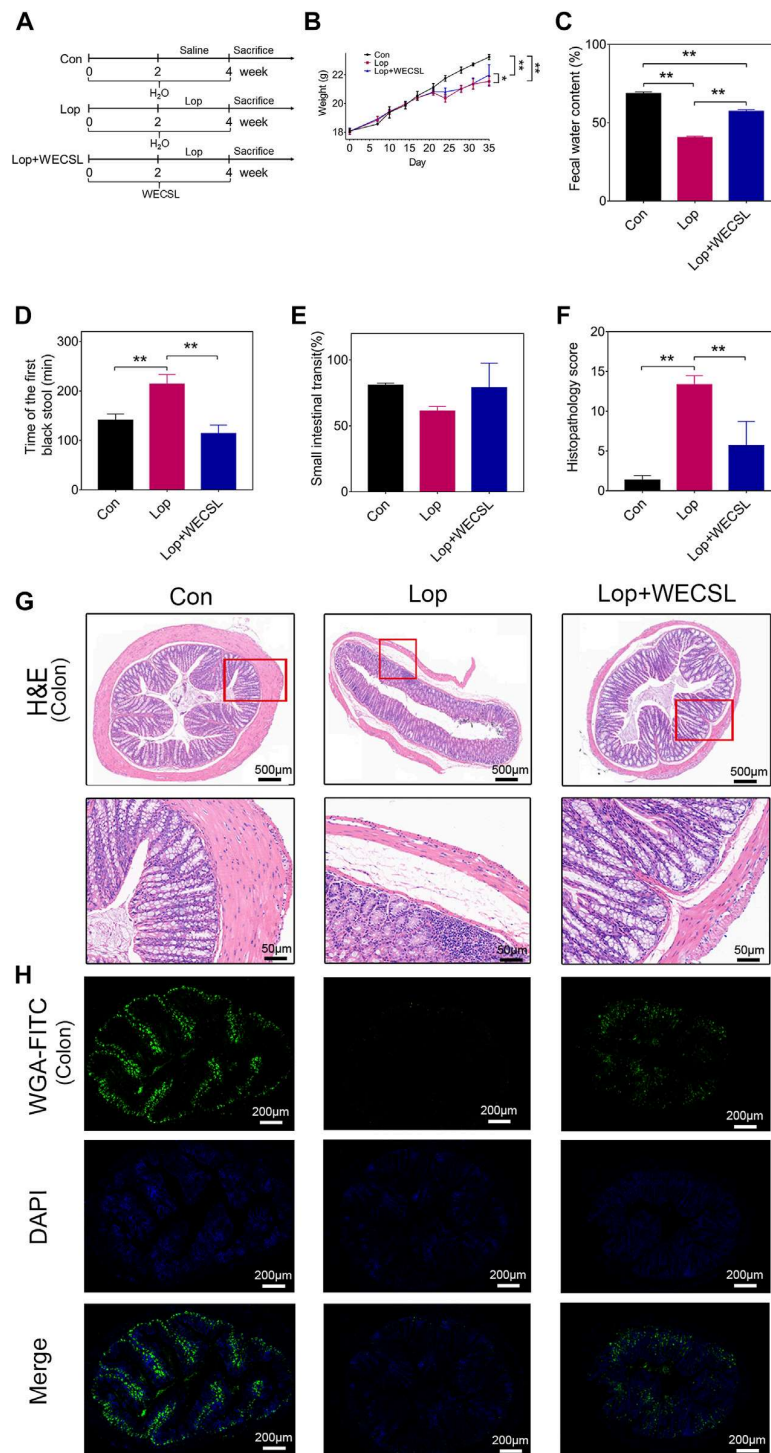 A
Con
Saline
Sacrifice
0
2
4
week
H₂O
Lop
Lop
Sacrifice
0
2
4
week
H₂O
Lop+WECSL
Lop
Sacrifice
0
2
4
week
WECSL
B
Con
Lop
Lop+WECSL
Weight (g)
22
20
18
0 5 10 15 20 25 30 35
Day
*
**
**
C
Fecal water content (%)
100
50
0
**
**
**
Con
Lop
Lop+WECSL
D
Time of the first
black stool (min)
300
200
100
0
**
**
Con
Lop
Lop+WECSL
E
Small intestinal transit(%)
100
50
0
Con
Lop
Lop+WECSL
F
Histopathology score
20
15
10
5
0
**
**
Con
Lop
Lop+WECSL
G
Con
Lop
Lop+WECSL
H&E
(Colon)
500μm
500μm
500μm
50μm
50μm
50μm
H
WGA-FITC
(Colon)
200μm
200μm
200μm
DAPI
200μm
200μm
200μm
Merge
200μm
200μm
200μm